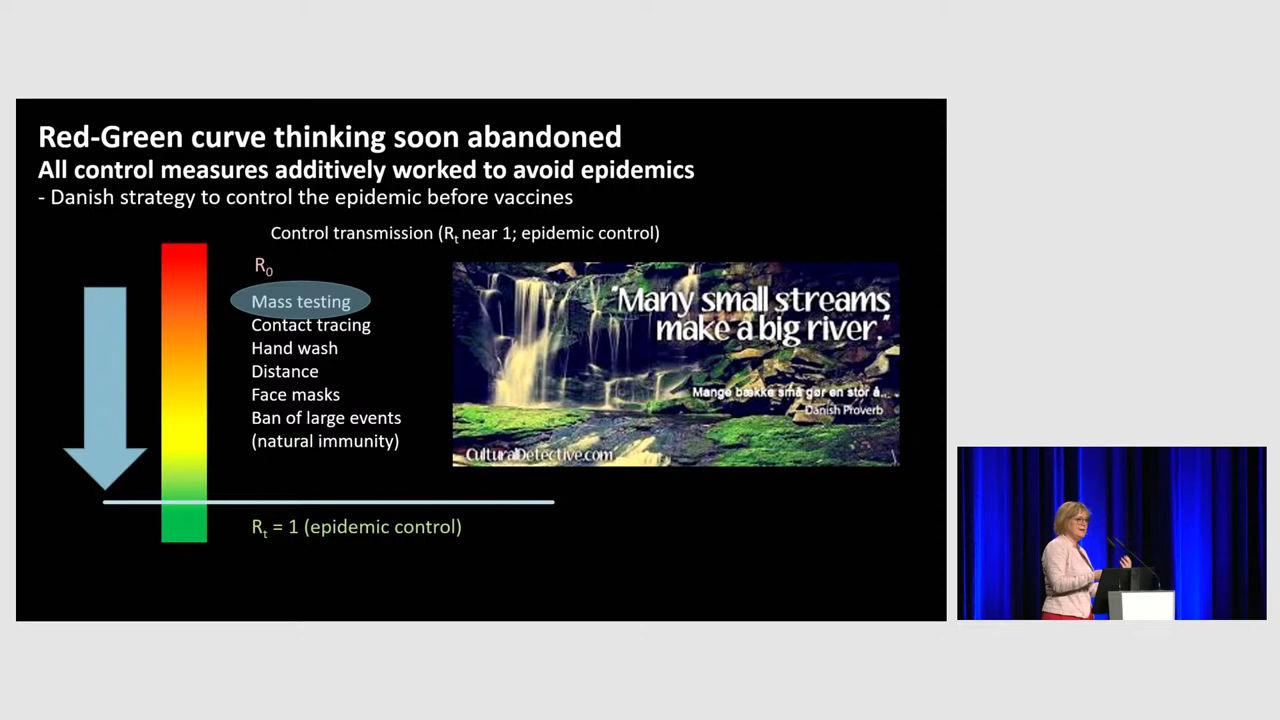 Red-Green curve thinking soon abandoned
All control measures additively worked to avoid epidemics
- Danish strategy to control the epidemic before vaccines
Control transmission (Rt near 1; epidemic control)
R0
Mass testing
Contact tracing
Hand wash
Distance
Face masks
Ban of large events
(natural immunity)
"Many small streams
make a big river."
Mange bække små gør en stor å...
Danish Proverb
CulturalDetective.com
Rt = 1 (epidemic control)